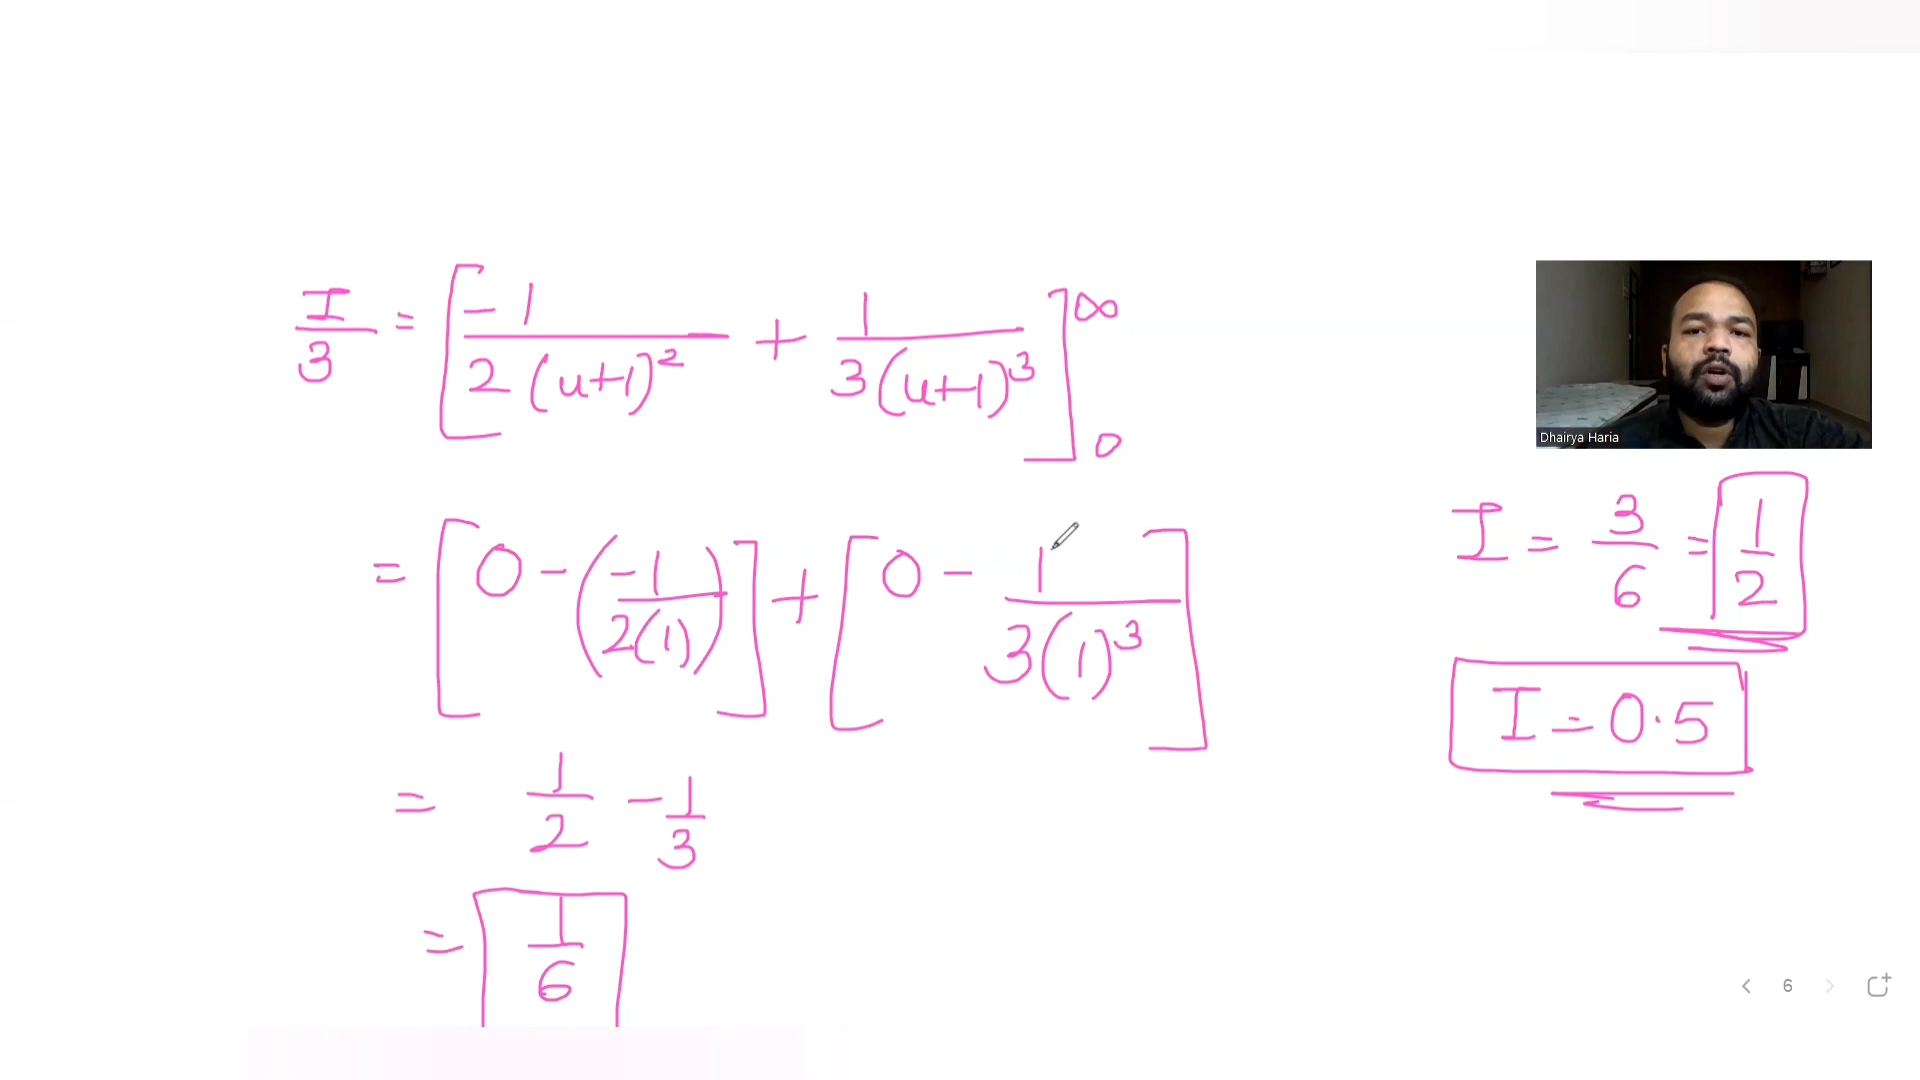 I/3 = [-1/2(u+1)² + 1/3(u+1)³]∞0
= [0-(-1/2(1))] + [0 - 1/3(1)³]
= 1/2 - 1/3
= 1/6
Dhairya Haria
I = 3/6 = 1/2
I = 0.5
6